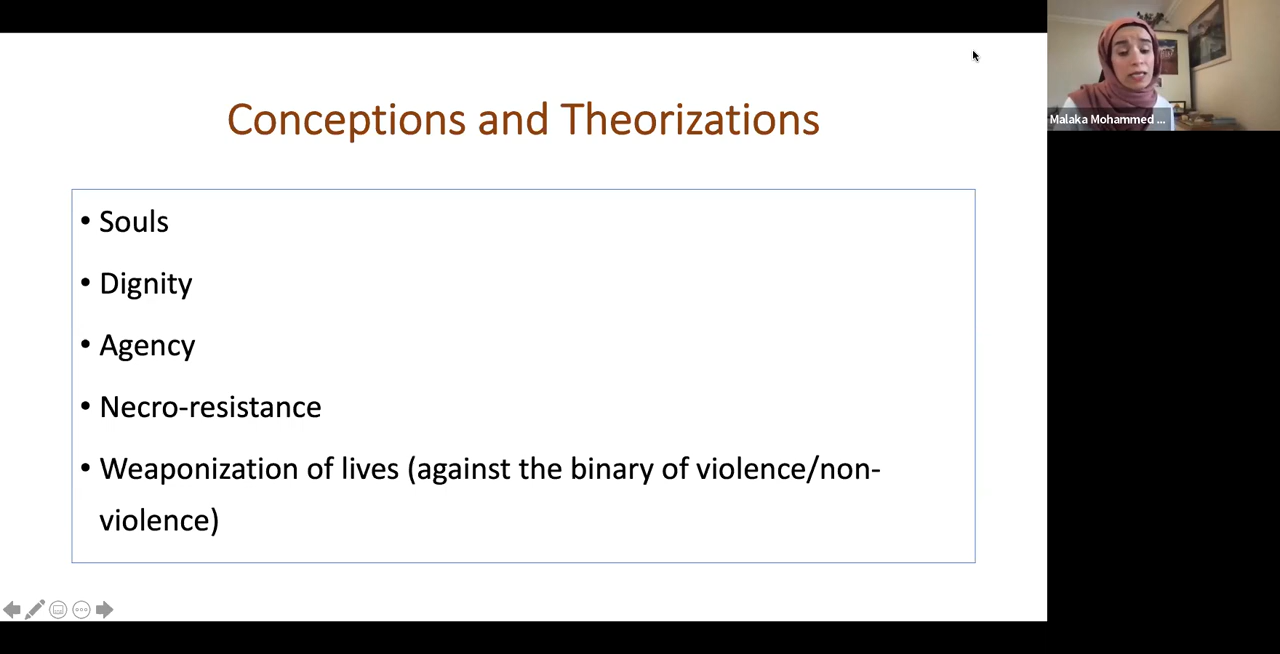 Conceptions and Theorizations
• Souls
• Dignity
• Agency
• Necro-resistance
• Weaponization of lives (against the binary of violence/non-
violence)
Malaka Mohammed ...